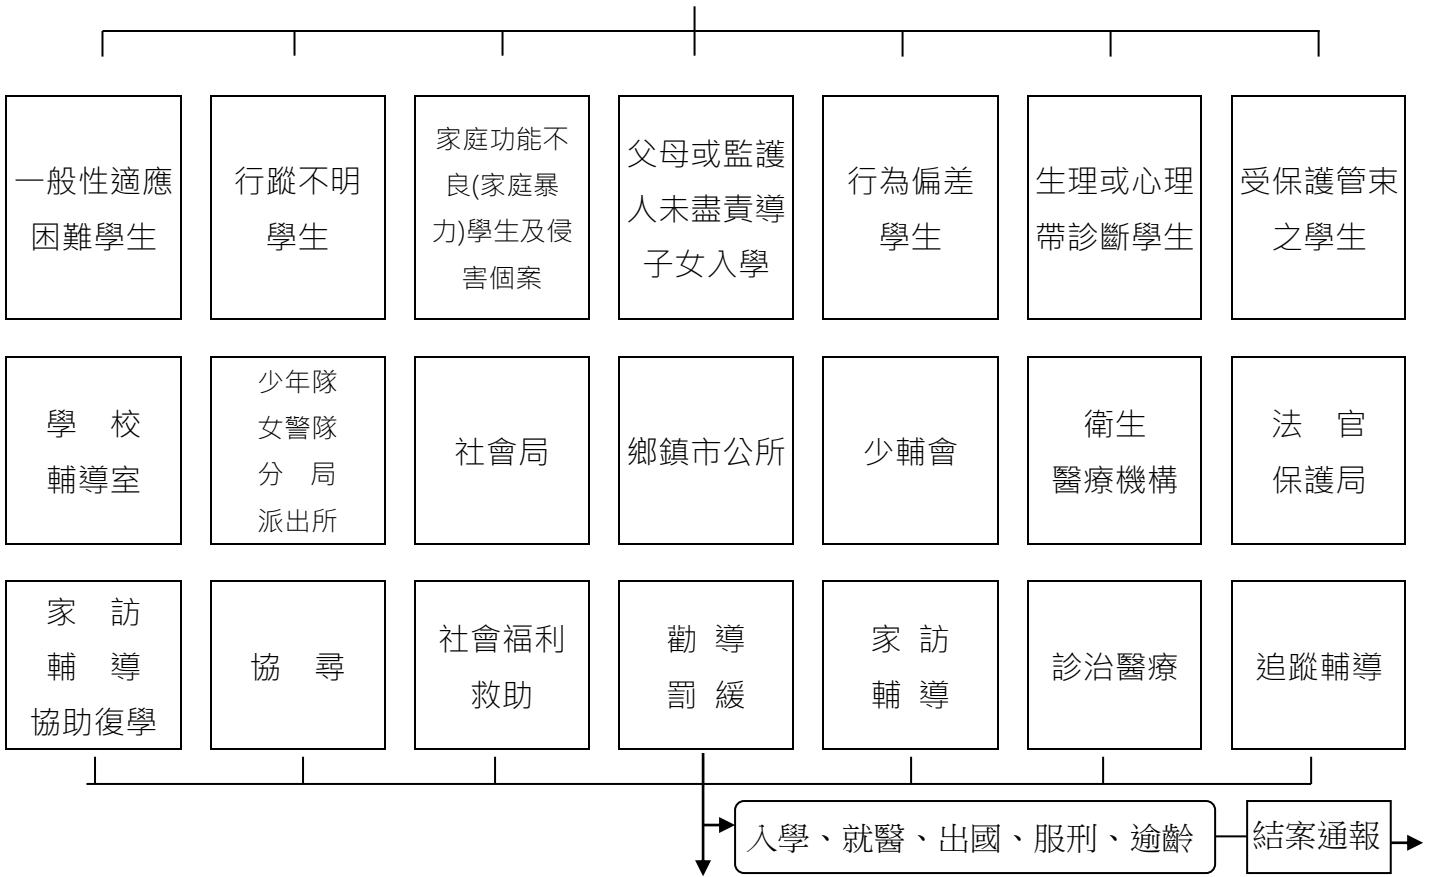 一般性適應
困難學生
行蹤不明
學生
家庭功能不
良(家庭暴
力)學生及侵
害個案
父母或監護
人未盡責導
子女入學
行為偏差
學生
生理或心理
帶診斷學生
受保護管束
之學生
學　校
輔導室
少年隊
女警隊
分　局
派出所
社會局
鄉鎮市公所
少輔會
衛生
醫療機構
法　官
保護局
家　訪
輔　導
協助復學
協　尋
社會福利
救助
勸 導
罰 緩
家 訪
輔 導
診治醫療
追蹤輔導
入學、就醫、出國、服刑、逾齡
結案通報